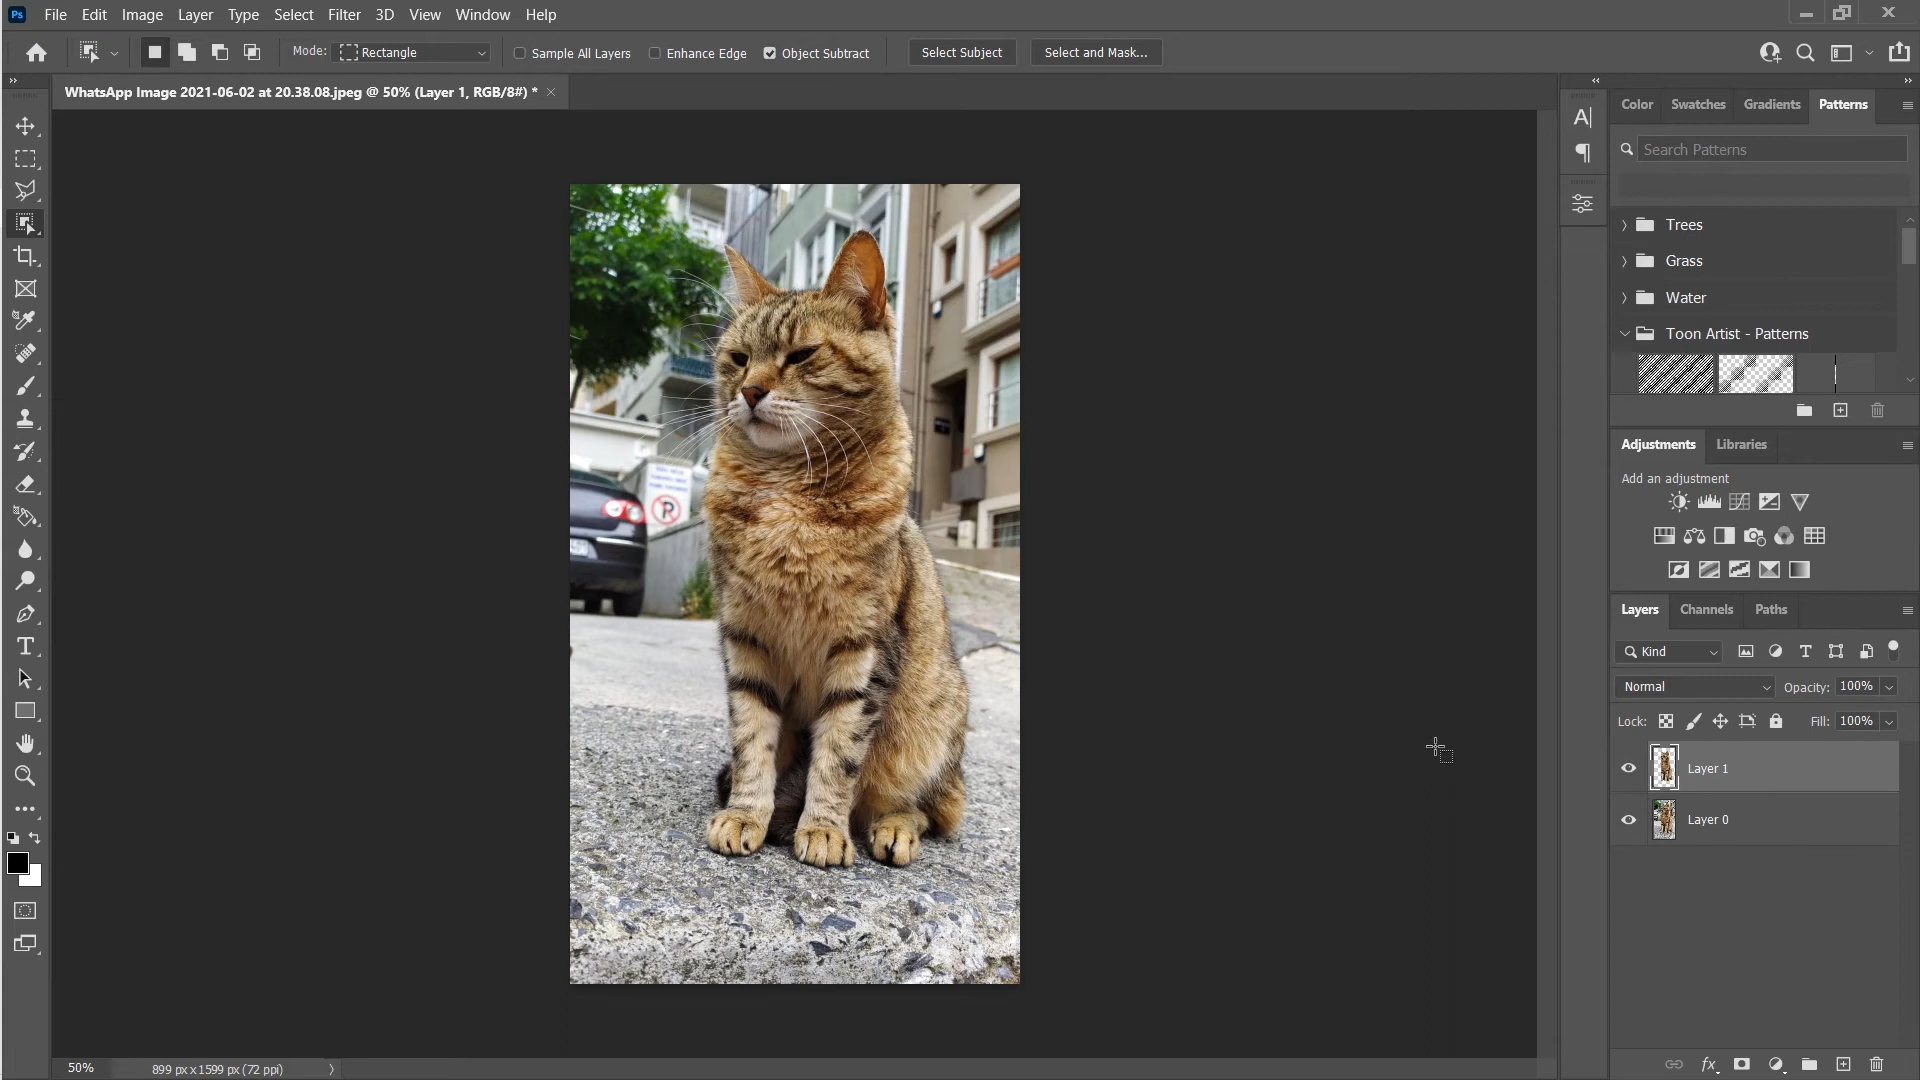 Ps File Edit Image Layer Type Select Filter 3D View Window Help
Mode: Rectangle Sample All Layers Enhance Edge Object Subtract Select Subject Select and Mask...
WhatsApp Image 2021-06-02 at 20.38.08.jpeg @ 50% (Layer 1, RGB/8#) *
Color Swatches Gradients Patterns
Search Patterns
Trees
Grass
Water
Toon Artist - Patterns
Adjustments Libraries
Add an adjustment
Layers Channels Paths
Kind
Normal Opacity: 100%
Lock: Fill: 100%
Layer 1
Layer 0
50% 899 px x 1599 px (72 ppi)